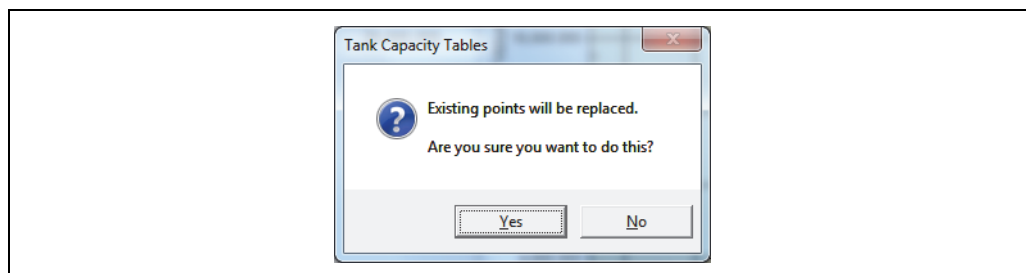 Tank Capacity Tables
Existing points will be replaced.
Are you sure you want to do this?
Yes
No